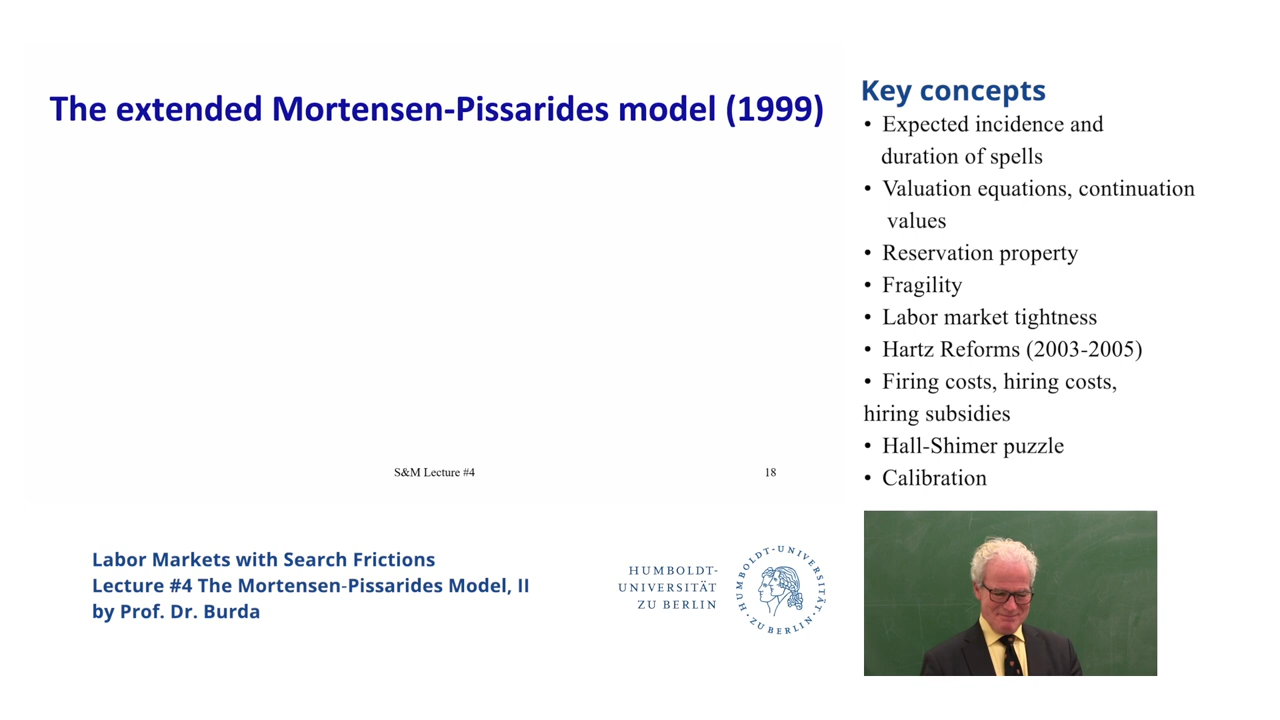 The extended Mortensen-Pissarides model (1999)
S&M Lecture #4
18
Key concepts
• Expected incidence and
duration of spells
• Valuation equations, continuation
values
• Reservation property
• Fragility
• Labor market tightness
• Hartz Reforms (2003-2005)
• Firing costs, hiring costs,
hiring subsidies
• Hall-Shimer puzzle
• Calibration
Labor Markets with Search Frictions
Lecture #4 The Mortensen-Pissarides Model, II
by Prof. Dr. Burda
HUMBOLDT-
UNIVERSITÄT
ZU BERLIN
HUMBOLDT-UNIVERSITÄT · ZU BERLIN ·